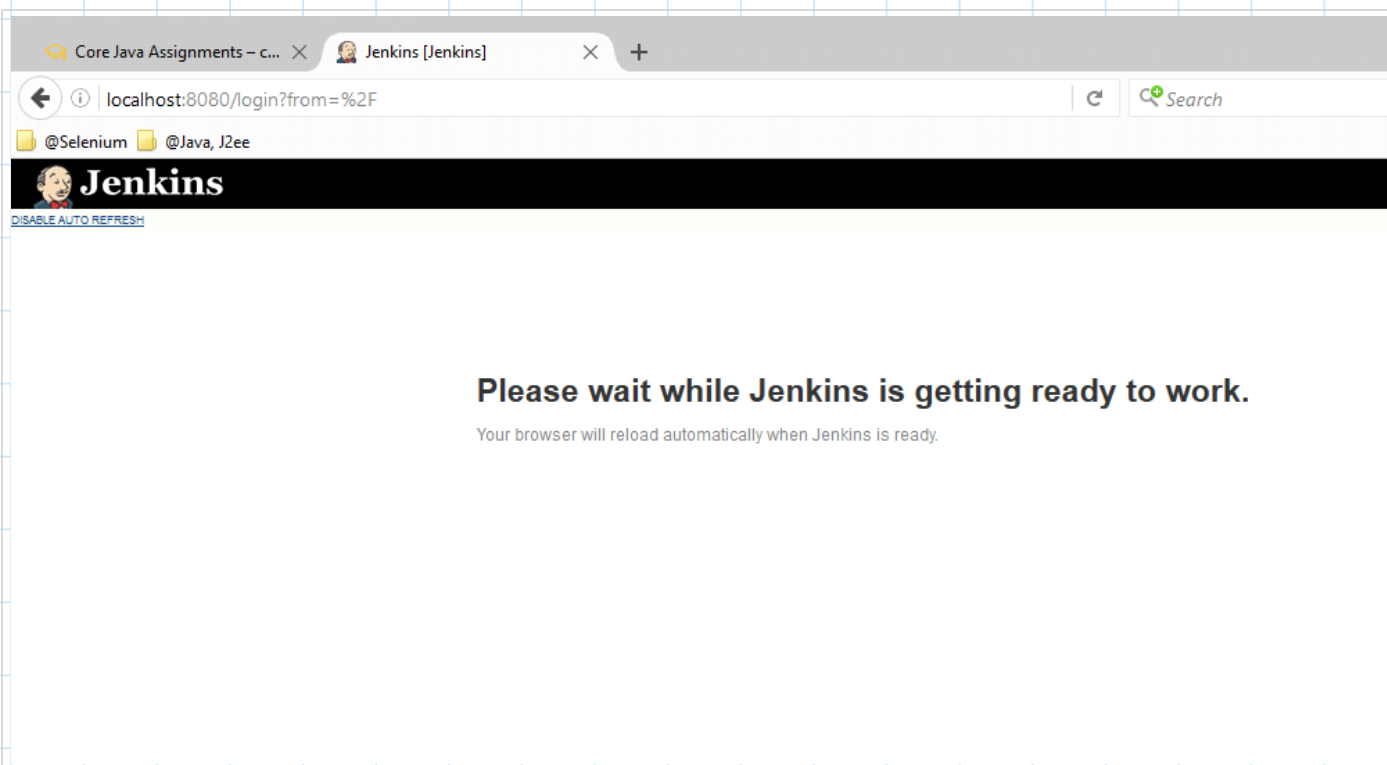 Core Java Assignments – c... Jenkins [Jenkins]
localhost:8080/login?from=%2F Search
@Selenium @Java, J2ee
Jenkins
DISABLE AUTO REFRESH
Please wait while Jenkins is getting ready to work.
Your browser will reload automatically when Jenkins is ready.